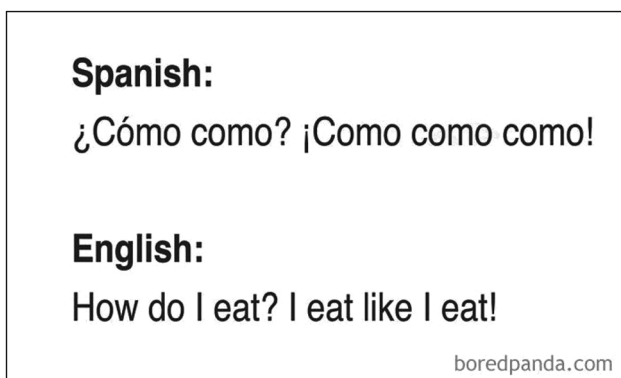 Spanish:
¿Cómo como? ¡Como como como!
English:
How do I eat? I eat like I eat!
boredpanda.com